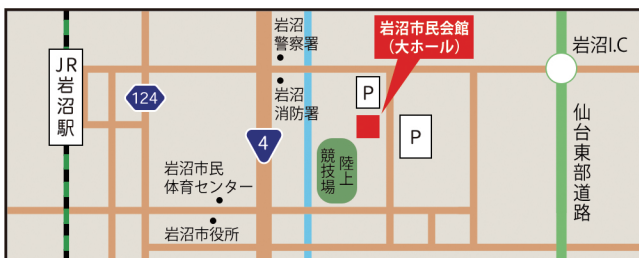 岩沼
警察署
岩沼市民会館
（大ホール）
岩沼I.C
JR
岩沼駅
124
P
岩沼
消防署
4
P
陸上
競技場
仙台東部道路
岩沼市民
体育センター
岩沼市役所